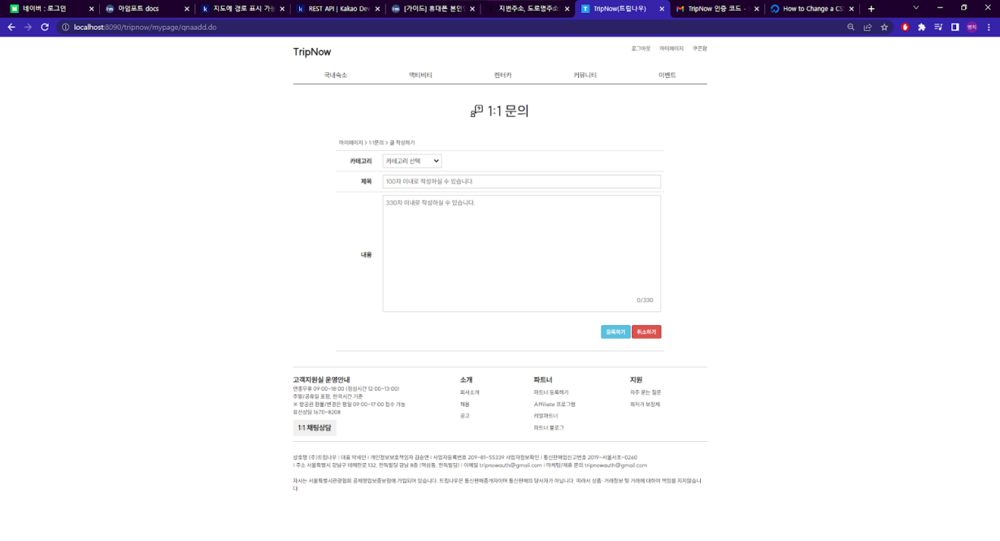 네이버 : 로그인
아임포트 docs
지도에 경로 표시 가능
REST API | Kakao Dev
[가이드] 휴대폰 본인인
지번주소, 도로명주소
TripNow(트립나우)
TripNow 인증 코드 -
How to Change a CSS
localhost:8090/tripnow/mypage/qnaadd.do
TripNow
로그아웃 마이페이지 쿠폰함
국내숙소 액티비티 렌터카 커뮤니티 이벤트
1:1 문의
마이페이지 > 1:1문의 > 글 작성하기
카테고리 카테고리 선택
제목 100자 이내로 작성하실 수 있습니다.
내용 330자 이내로 작성하실 수 있습니다.
0/330
등록하기 취소하기
고객지원실 운영안내
연중무휴 09:00~18:00 (점심시간 12:00~13:00)
주말/공휴일 포함, 한국시간 기준
※ 항공권 환불/변경은 평일 09:00~17:00 접수 가능
유선상담 1670-8208
1:1 채팅상담
소개
회사소개
채용
공고
파트너
파트너 등록하기
Affiliate 프로그램
리얼파트너
파트너 블로그
지원
자주 묻는 질문
최저가 보장제
상호명 (주)트립나우 | 대표 박세인 | 개인정보보호책임자 김승연 | 사업자등록번호 209-81-55339 사업자정보확인 | 통신판매업신고번호 2019-서울서초-0260
| 주소 서울특별시 강남구 테헤란로 132, 한독빌딩 강남 8층 (역삼동, 한독빌딩) | 이메일 tripnowauth@gmail.com | 마케팅/제휴 문의 tripnowauth@gmail.com
자사는 서울특별시관광협회 공제영업보증보험에 가입되어 있습니다. 트립나우은 통신판매중개자이며 통신판매의 당사자가 아닙니다. 따라서 상품·거래정보 및 거래에 대하여 책임을 지지않습니
다.